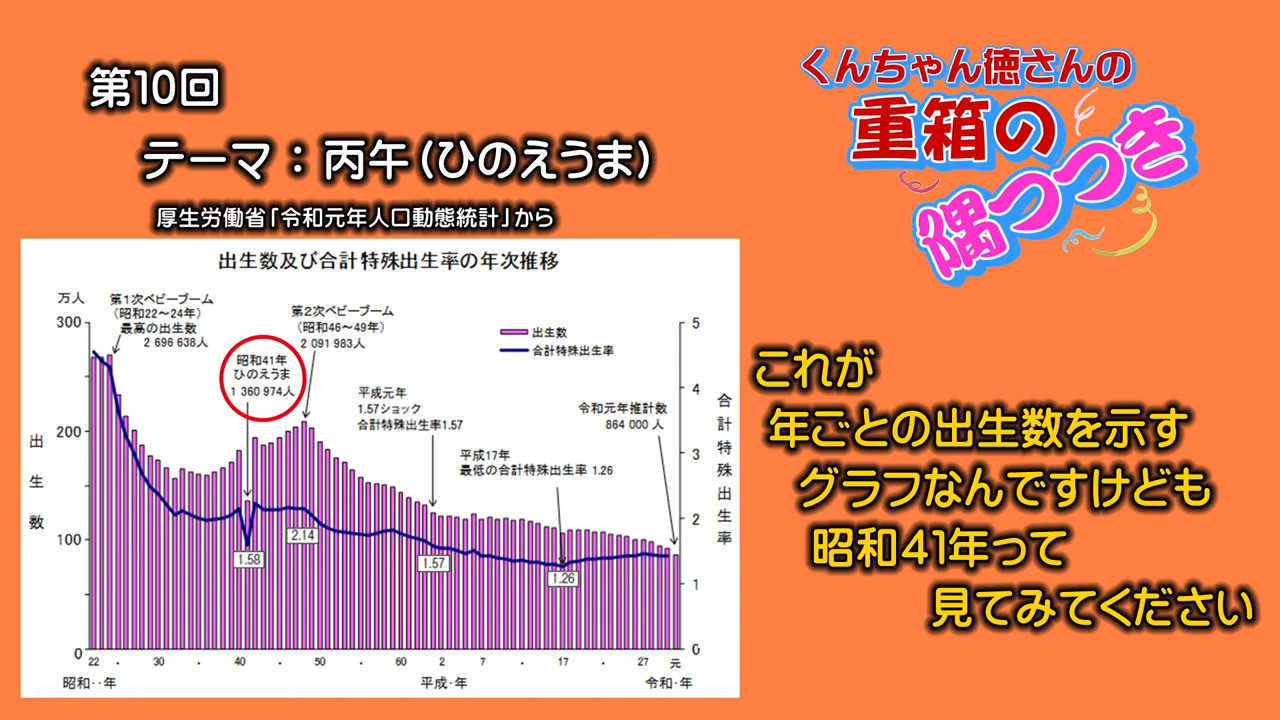 第10回
テーマ：丙午（ひのえうま）
厚生労働省「令和元年人口動態統計」から
くんちゃん徳さんの
重箱の
隅つつき
出生数及び合計特殊出生率の年次推移
万人
第1次ベビーブーム
（昭和22～24年）
最高の出生数
2 696 638人
第2次ベビーブーム
（昭和46～49年）
2 091 983人
昭和41年
ひのえうま
1 360 974人
出生数
合計特殊出生率
平成元年
1.57ショック
合計特殊出生率1.57
令和元年推計数
864 000 人
平成17年
最低の合計特殊出生率 1.26
300
200
100
0
出生数
5
4
3
2
1
0
合計特殊出生率
1.58
2.14
1.57
1.26
22 ・ 30 40 ・ 50 60 2 ・ 7 17 ・ 27 元
昭和・・年 平成・年 令和・年
これが
年ごとの出生数を示す
グラフなんですけども
昭和41年って
見てみてください